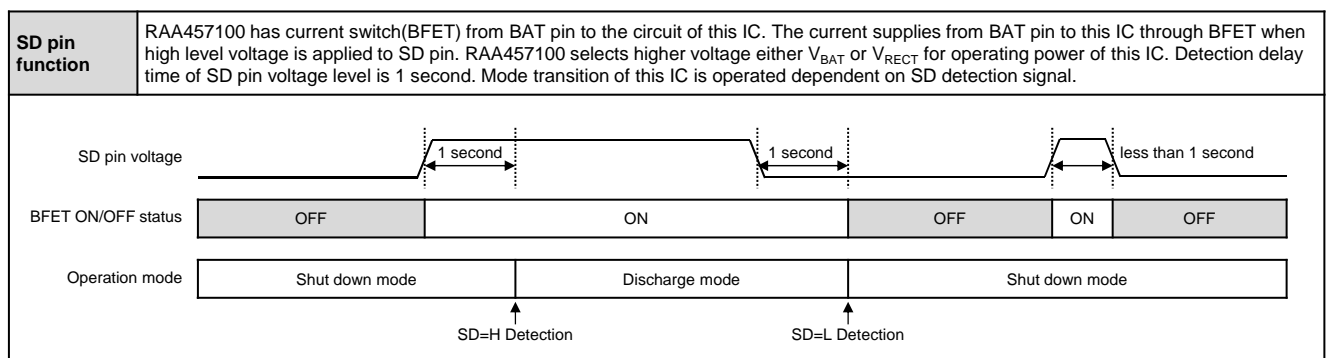 SD pin
function
RAA457100 has current switch(BFET) from BAT pin to the circuit of this IC. The current supplies from BAT pin to this IC through BFET when
high level voltage is applied to SD pin. RAA457100 selects higher voltage either VBAT or VRECT for operating power of this IC. Detection delay
time of SD pin voltage level is 1 second. Mode transition of this IC is operated dependent on SD detection signal.
SD pin voltage
1 second
1 second
less than 1 second
BFET ON/OFF status
OFF
ON
OFF
ON
OFF
Operation mode
Shut down mode
Discharge mode
Shut down mode
SD=H Detection
SD=L Detection